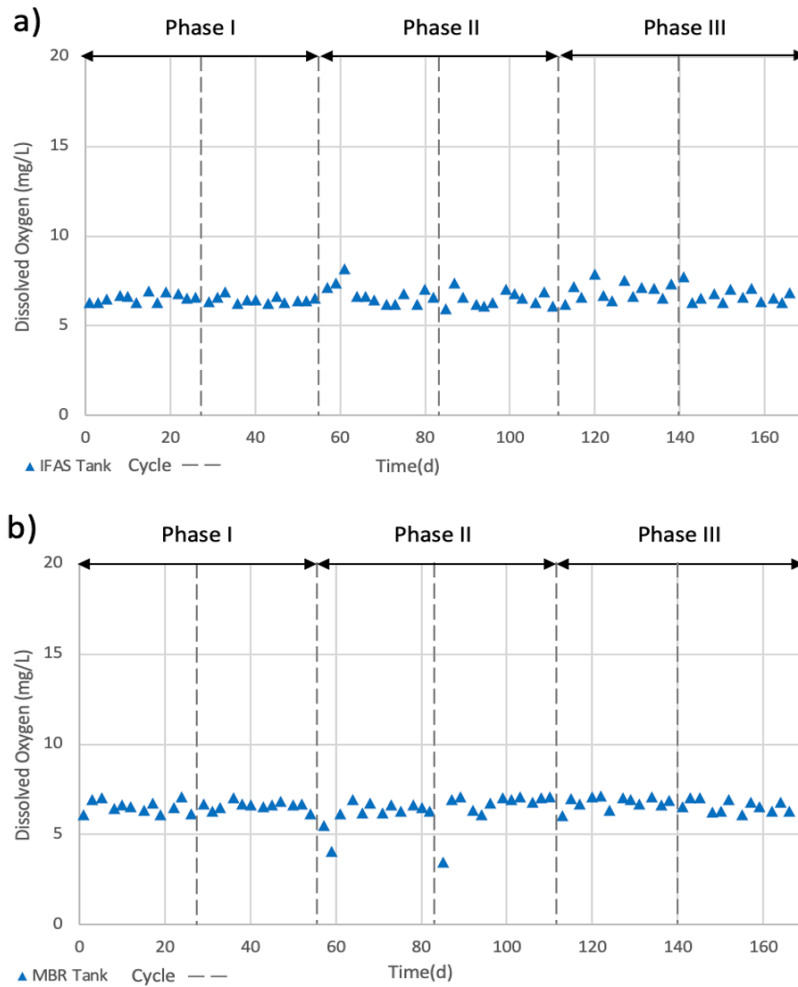 a)
Phase I Phase II Phase III
20
15
10
5
0
Dissolved Oxygen (mg/L)
0 20 40 60 80 100 120 140 160
IFAS Tank Cycle — — Time(d)
b)
Phase I Phase II Phase III
20
15
10
5
0
Dissolved Oxygen (mg/L)
0 20 40 60 80 100 120 140 160
MBR Tank Cycle — — Time(d)